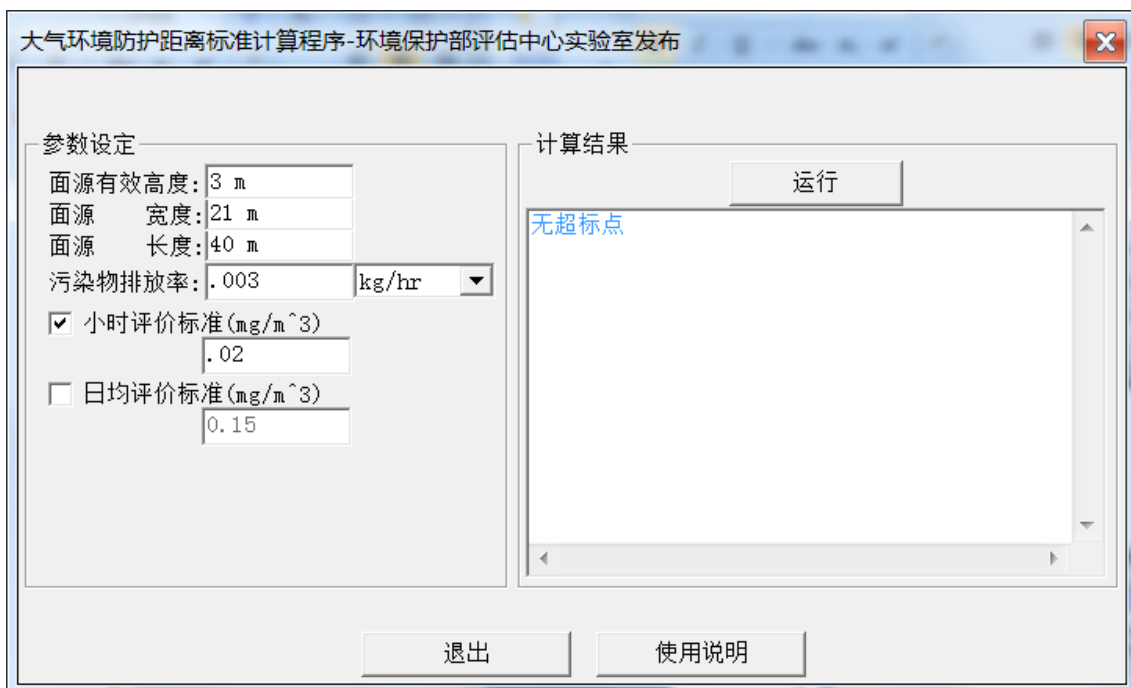 大气环境防护距离标准计算程序-环境保护部评估中心实验室发布
参数设定
面源有效高度: 3 m
面源 宽度: 21 m
面源 长度: 40 m
污染物排放率: .003 kg/hr
小时评价标准(mg/m^3)
.02
日均评价标准(mg/m^3)
0.15
计算结果
运行
无超标点
退出 使用说明